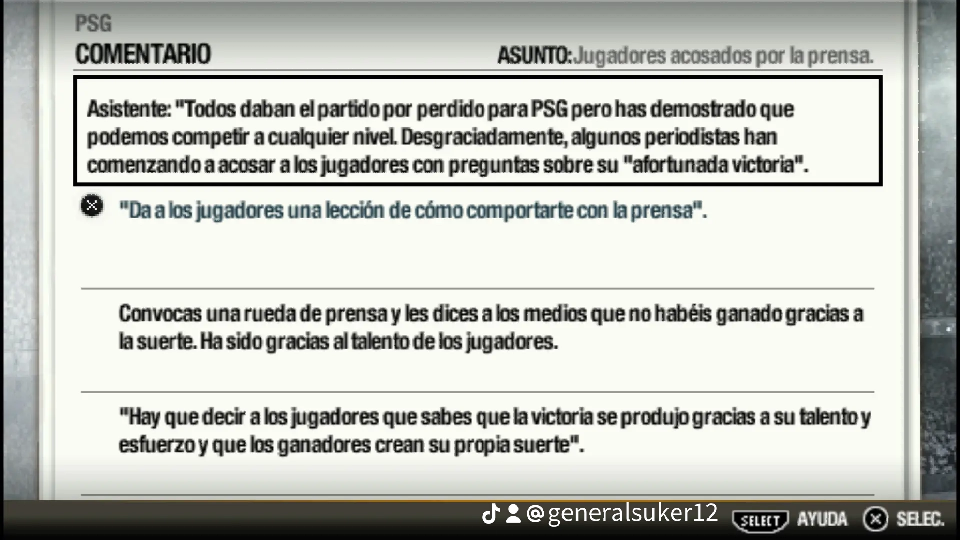 PSG
COMENTARIO
ASUNTO:Jugadores acosados por la prensa.
Asistente: "Todos daban el partido por perdido para PSG pero has demostrado que
podemos competir a cualquier nivel. Desgraciadamente, algunos periodistas han
comenzando a acosar a los jugadores con preguntas sobre su "afortunada victoria".
"Da a los jugadores una lección de cómo comportarte con la prensa".
Convocas una rueda de prensa y les dices a los medios que no habéis ganado gracias a
la suerte. Ha sido gracias al talento de los jugadores.
"Hay que decir a los jugadores que sabes que la victoria se produjo gracias a su talento y
esfuerzo y que los ganadores crean su propia suerte".
@generalsuker12
SELECT AYUDA SELEC.